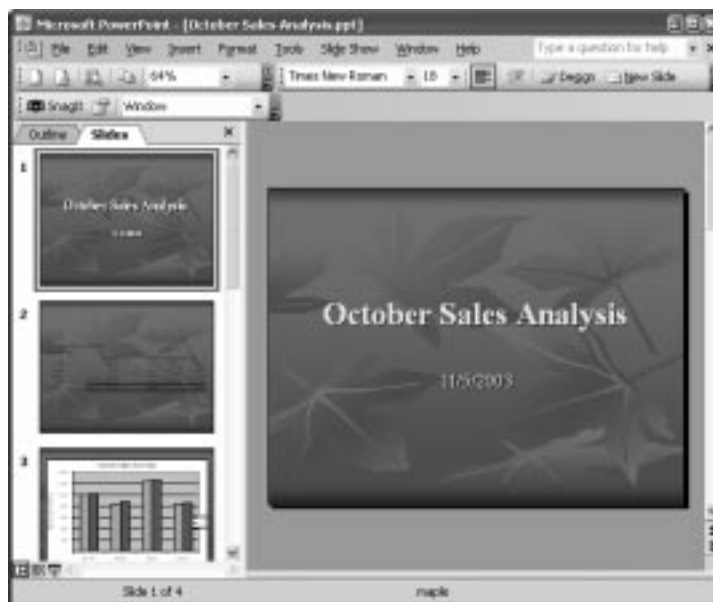 Microsoft PowerPoint - [October Sales Analysis.ppt]
File Edit View Insert Format Tools Slide Show Window Help Type a question for help
64% Times New Roman 18 Design New Slide
SnagIt Window
Outline Slides
1
October Sales Analysis
2
3
October Sales Analysis
11/5/2003
Slide 1 of 4 maple